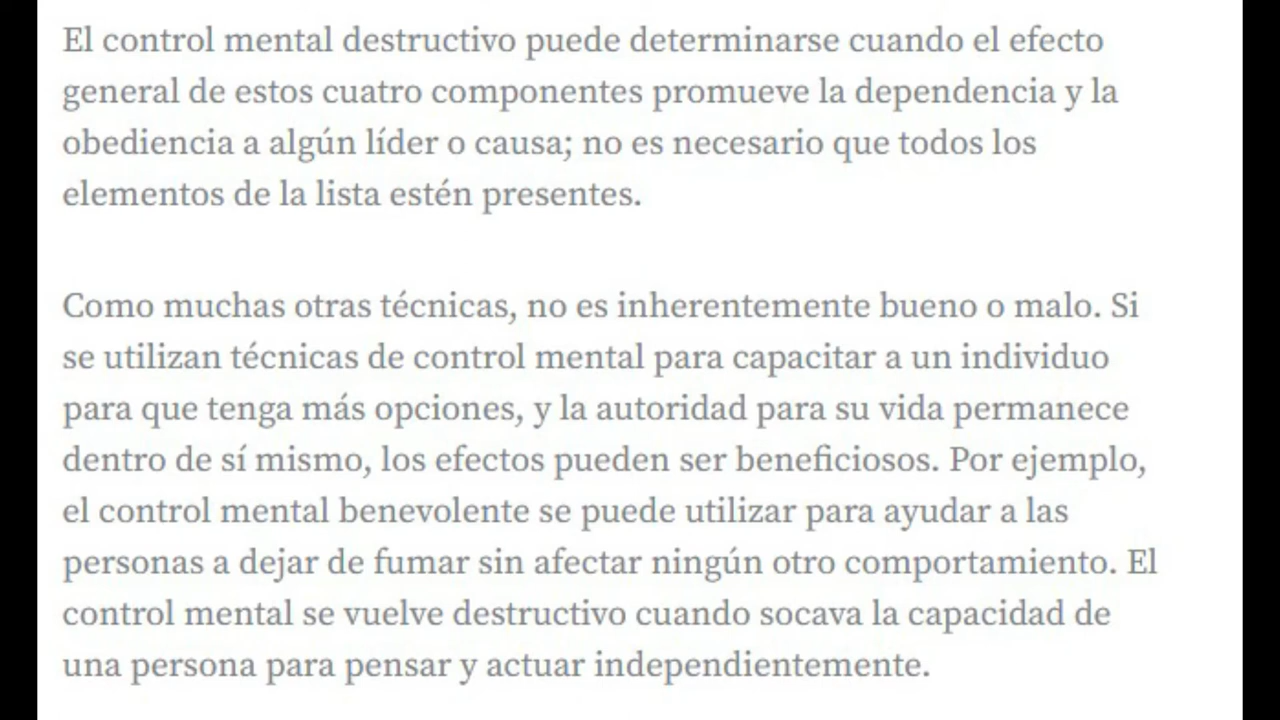 El control mental destructivo puede determinarse cuando el efecto
general de estos cuatro componentes promueve la dependencia y la
obediencia a algún líder o causa; no es necesario que todos los
elementos de la lista estén presentes.
Como muchas otras técnicas, no es inherentemente bueno o malo. Si
se utilizan técnicas de control mental para capacitar a un individuo
para que tenga más opciones, y la autoridad para su vida permanece
dentro de sí mismo, los efectos pueden ser beneficiosos. Por ejemplo,
el control mental benevolente se puede utilizar para ayudar a las
personas a dejar de fumar sin afectar ningún otro comportamiento. El
control mental se vuelve destructivo cuando socava la capacidad de
una persona para pensar y actuar independientemente.